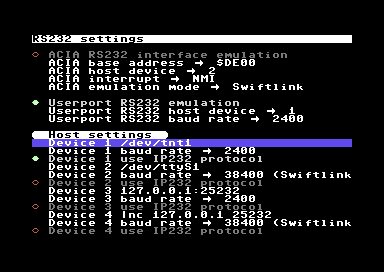 RS232 settings
ACIA RS232 interface emulation
ACIA base address → $DE00
ACIA host device → 2
ACIA interrupt → NMI
ACIA emulation mode → Swiftlink
Userport RS232 emulation
Userport RS232 host device → 1
Userport RS232 baud rate → 2400
Host settings
Device 1 /dev/tnt1
Device 1 baud rate → 2400
Device 1 use IP232 protocol
Device 2 /dev/ttyS1
Device 2 baud rate → 38400 (Swiftlink
Device 2 use IP232 protocol
Device 3 127.0.0.1:25232
Device 3 baud rate → 2400
Device 3 use IP232 protocol
Device 4 |nc 127.0.0.1 25232
Device 4 baud rate → 38400 (Swiftlink
Device 4 use IP232 protocol